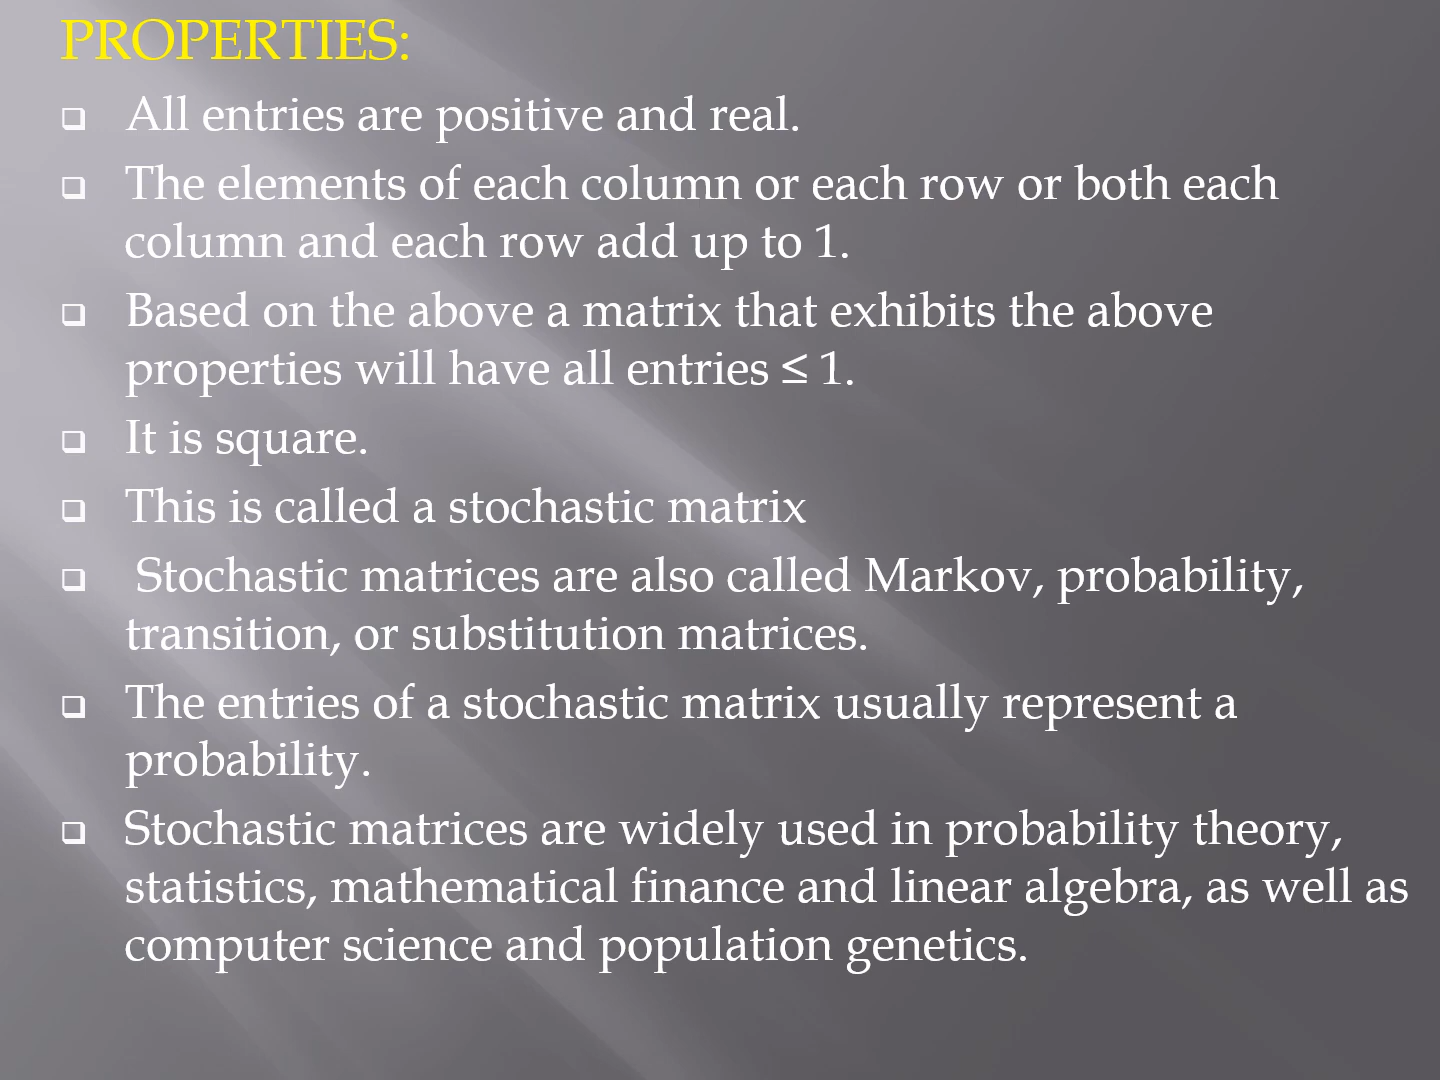 PROPERTIES:
All entries are positive and real.
The elements of each column or each row or both each
column and each row add up to 1.
Based on the above a matrix that exhibits the above
properties will have all entries ≤ 1.
It is square.
This is called a stochastic matrix
Stochastic matrices are also called Markov, probability,
transition, or substitution matrices.
The entries of a stochastic matrix usually represent a
probability.
Stochastic matrices are widely used in probability theory,
statistics, mathematical finance and linear algebra, as well as
computer science and population genetics.